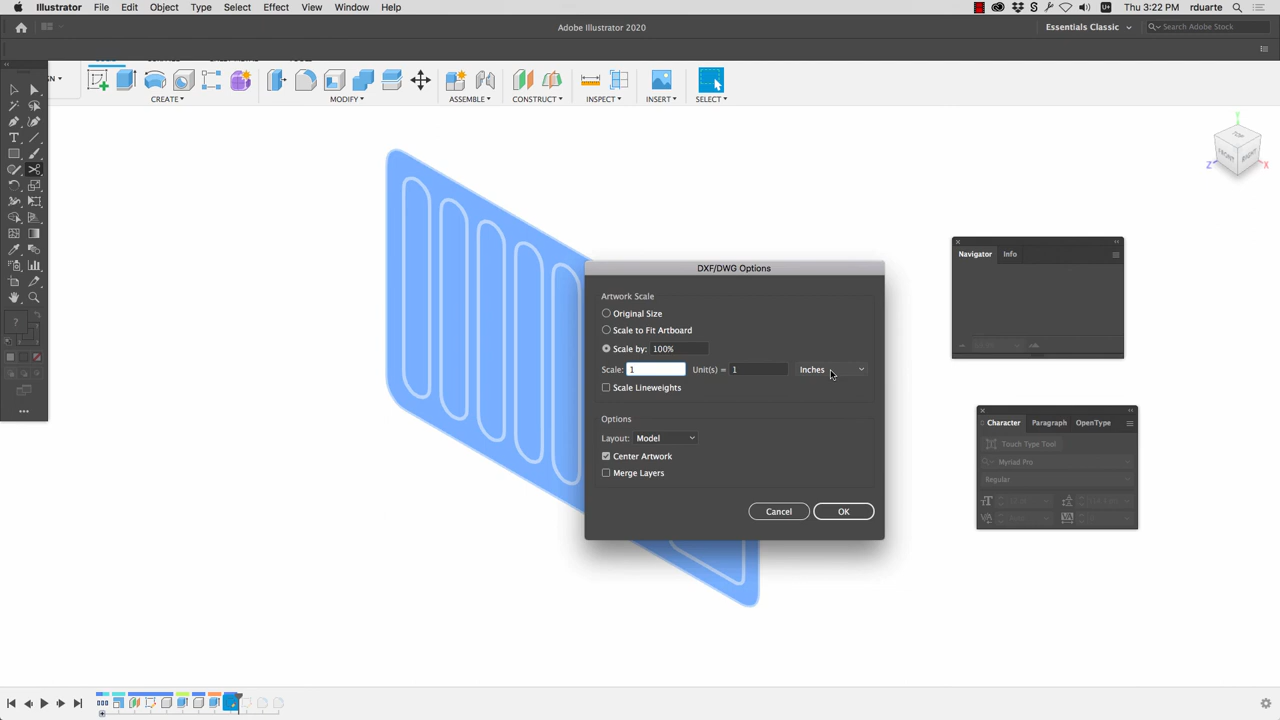 Illustrator File Edit Object Type Select Effect View Window Help
Thu 3:22 PM rduarte
Adobe Illustrator 2020
Essentials Classic
Search Adobe Stock
CREATE
MODIFY
ASSEMBLE
CONSTRUCT
INSPECT
INSERT
SELECT
TOP
FRONT
RIGHT
Y
Z
X
DXF/DWG Options
Artwork Scale
Original Size
Scale to Fit Artboard
Scale by: 100%
Scale: 1 Unit(s) = 1 Inches
Scale Lineweights
Options
Layout: Model
Center Artwork
Merge Layers
Cancel OK
Navigator Info
Character Paragraph OpenType
Touch Type Tool
Myriad Pro
Regular